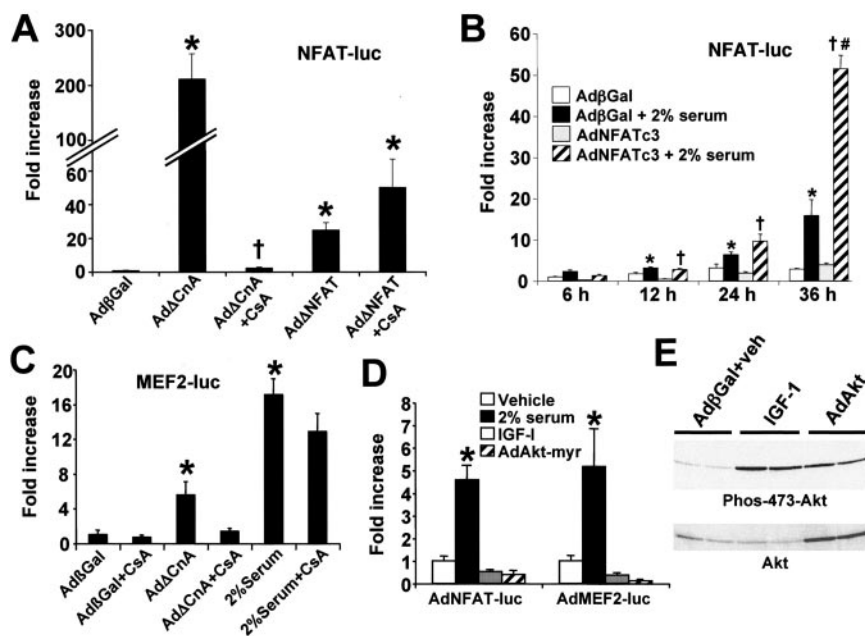 A
NFAT-luc
Fold increase
300
200
100
60
40
20
0
*
†
*
*
AdβGal
AdΔCnA
AdΔCnA
+CsA
AdΔNFAT
AdΔNFAT
+CsA
B
NFAT-luc
Fold increase
60
50
40
30
20
10
0
AdβGal
AdβGal + 2% serum
AdNFATc3
AdNFATc3 + 2% serum
*
†
*
†
*
† #
6 h
12 h
24 h
36 h
C
MEF2-luc
Fold increase
20
16
12
8
4
0
*
*
AdβGal
AdβGal+CsA
AdΔCnA
AdΔCnA+CsA
2%Serum
2%Serum+CsA
D
Fold increase
8
7
6
5
4
3
2
1
0
Vehicle
2% serum
IGF-I
AdAkt-myr
*
*
AdNFAT-luc
AdMEF2-luc
E
AdβGal+veh
IGF-1
AdAkt
Phos-473-Akt
Akt